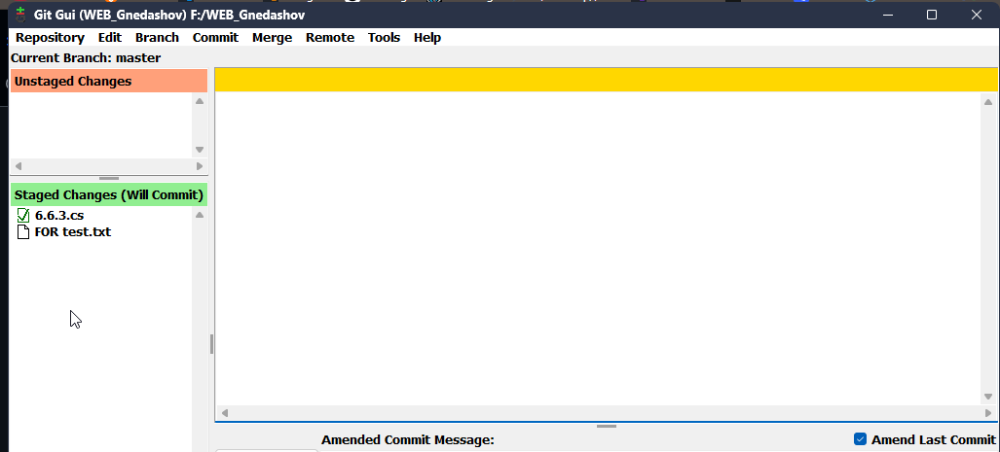 Git Gui (WEB_Gnedashov) F:/WEB_Gnedashov
Repository Edit Branch Commit Merge Remote Tools Help
Current Branch: master
Unstaged Changes
Staged Changes (Will Commit)
6.6.3.cs
FOR test.txt
Amended Commit Message:
Amend Last Commit